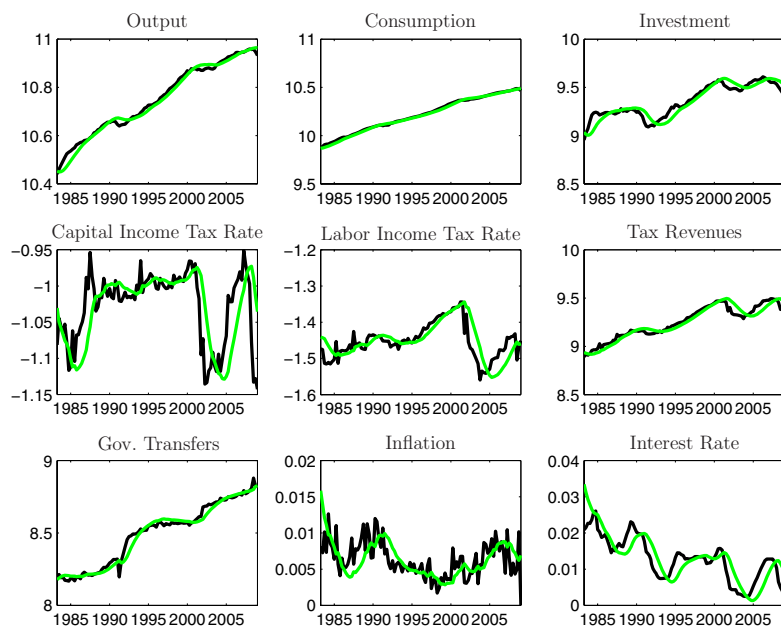 Output
Consumption
Investment
11
10.8
10.6
10.4
1985 1990 1995 2000 2005
11
10.5
10
9.5
1985 1990 1995 2000 2005
10
9.5
9
8.5
1985 1990 1995 2000 2005
Capital Income Tax Rate
Labor Income Tax Rate
Tax Revenues
−0.95
−1
−1.05
−1.1
−1.15
1985 1990 1995 2000 2005
−1.2
−1.3
−1.4
−1.5
−1.6
1985 1990 1995 2000 2005
10
9.5
9
8.5
1985 1990 1995 2000 2005
Gov. Transfers
Inflation
Interest Rate
9
8.5
8
1985 1990 1995 2000 2005
0.02
0.015
0.01
0.005
0
1985 1990 1995 2000 2005
0.04
0.03
0.02
0.01
0
1985 1990 1995 2000 2005